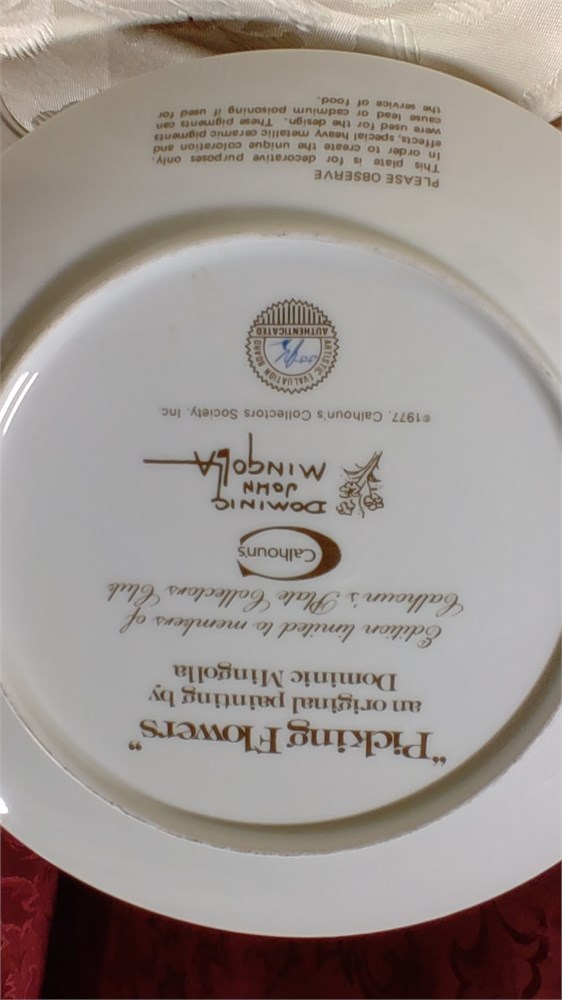 "Picking Flowers"
an original painting by
Dominic Mingolla
Edition limited to members of
Calhoun's Plate Collectors Club
Calhoun's
DOMINIC
JOHN
MINGOLLA
©1977, Calhoun's Collectors Society, Inc
ARTISTIC EVALUATION BOARD
AUTHENTICATED
PLEASE OBSERVE
This plate is for decorative purposes only.
In order to create the unique coloration and
effects, special heavy metallic ceramic pigments
were used for the design. These pigments can
cause lead or cadmium poisoning if used for
the service of food.